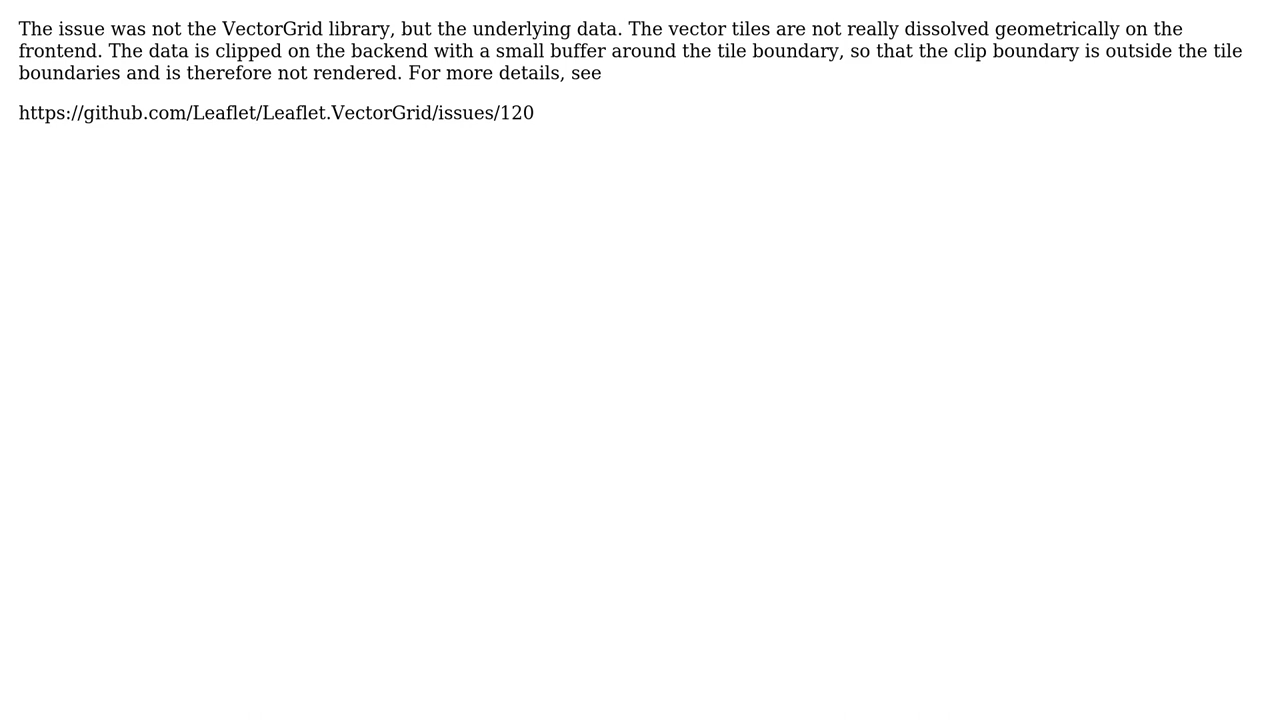 The issue was not the VectorGrid library, but the underlying data. The vector tiles are not really dissolved geometrically on the
frontend. The data is clipped on the backend with a small buffer around the tile boundary, so that the clip boundary is outside the tile
boundaries and is therefore not rendered. For more details, see
https://github.com/Leaflet/Leaflet.VectorGrid/issues/120